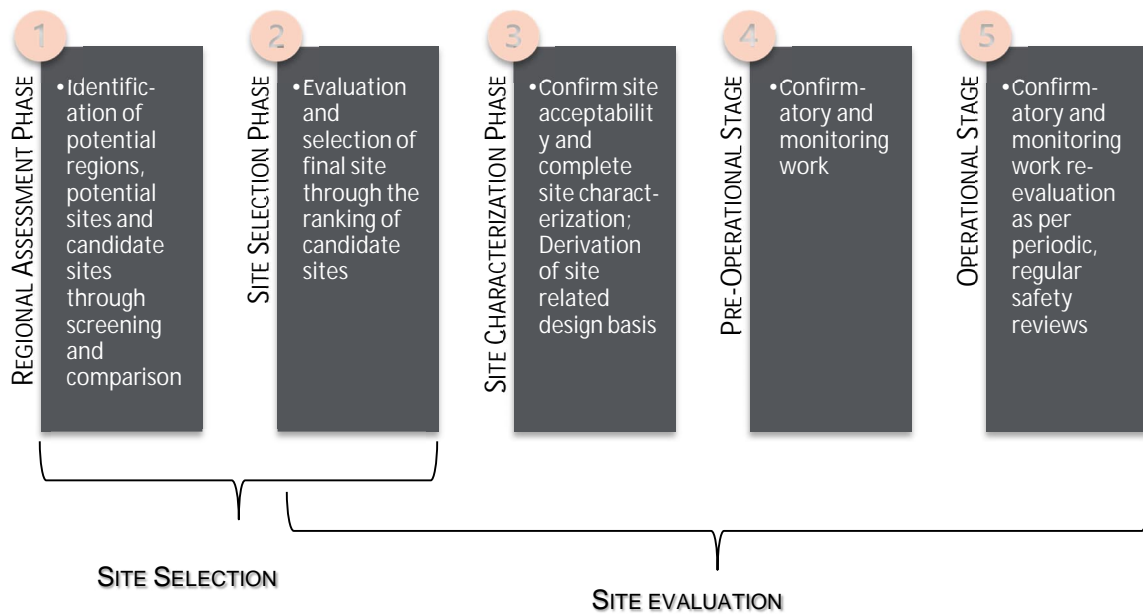 1
REGIONAL ASSESSMENT PHASE
•Identific-
ation of
potential
regions,
potential
sites and
candidate
sites
through
screening
and
comparison
2
SITE SELECTION PHASE
•Evaluation
and
selection of
final site
through the
ranking of
candidate
sites
3
SITE CHARACTERIZATION PHASE
•Confirm site
acceptabilit
y and
complete
site charact-
erization;
Derivation
of site
related
design basis
4
PRE-OPERATIONAL STAGE
•Confirm-
atory and
monitoring
work
5
OPERATIONAL STAGE
•Confirm-
atory and
monitoring
work re-
evaluation
as per
periodic,
regular
safety
reviews
SITE SELECTION
SITE EVALUATION